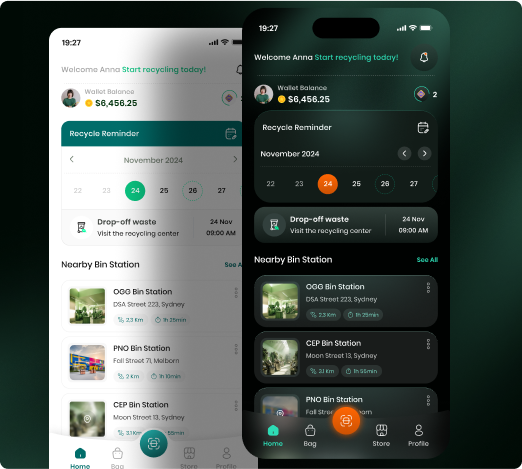 19:27
Welcome Anna Start recycling today!
Wallet Balance
$6,456.25
Recycle Reminder
November 2024
22 23 24 25 26 27
Drop-off waste
Visit the recycling center
24 Nov
09:00 AM
Nearby Bin Station
See Al
OGG Bin Station
DSA Street 223, Sydney
2,3 Km
1h 25min
PNO Bin Station
Fall Street 71, Melborn
2 Km
1h 10min
CEP Bin Station
Moon Street 13, Sydney
3,1 Km
Home
Bag
Store
Profile
19:27
Welcome Anna Start recycling today!
Wallet Balance
$6,456.25
2
Recycle Reminder
November 2024
22 23 24 25 26 27
Drop-off waste
Visit the recycling center
24 Nov
09:00 AM
Nearby Bin Station
See All
OGG Bin Station
DSA Street 223, Sydney
2,3 Km
1h 25min
CEP Bin Station
Moon Street 13, Sydney
2,1 Km
1h 55min
PNO Bin Station
Fall Street
Home
Bag
Store
Profile